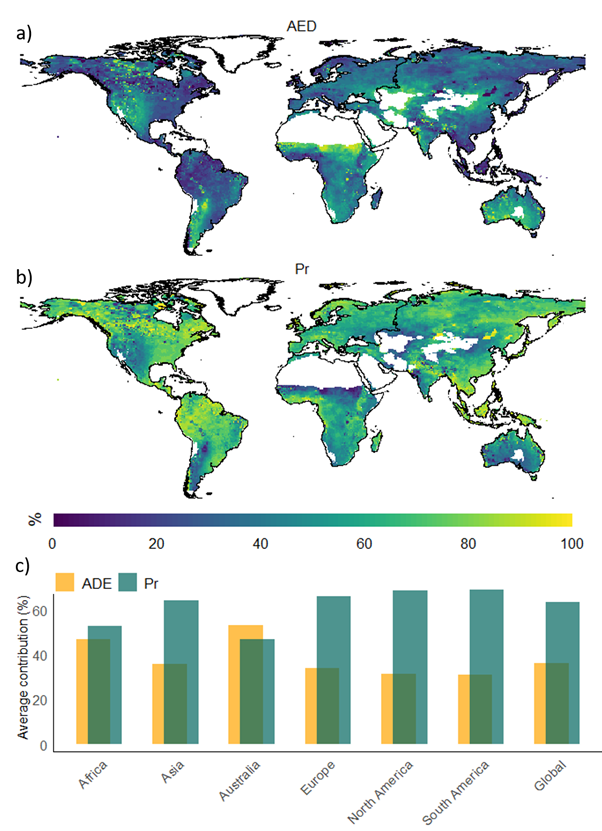 a)
AED
b)
Pr
%
0 20 40 60 80 100
c)
ADE Pr
Average contribution (%)
60
40
20
0
Africa
Asia
Australia
Europe
North America
South America
Global